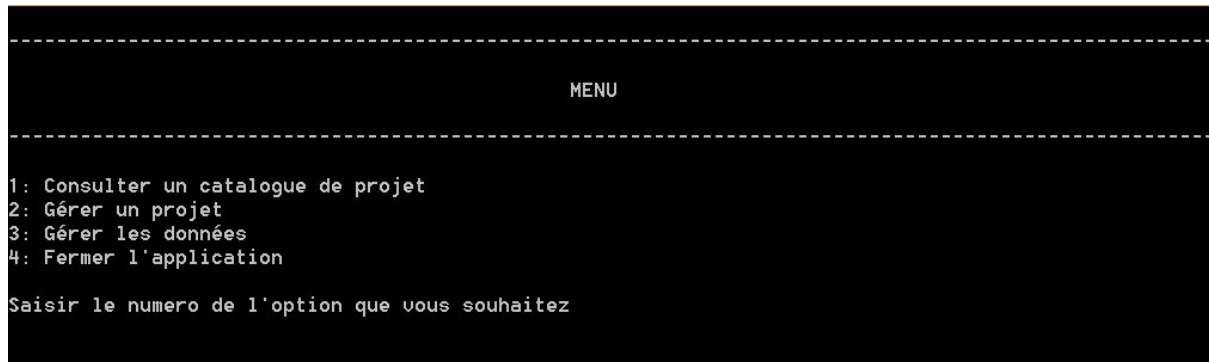 MENU
1: Consulter un catalogue de projet
2: Gérer un projet
3: Gérer les données
4: Fermer l'application
Saisir le numero de l'option que vous souhaitez